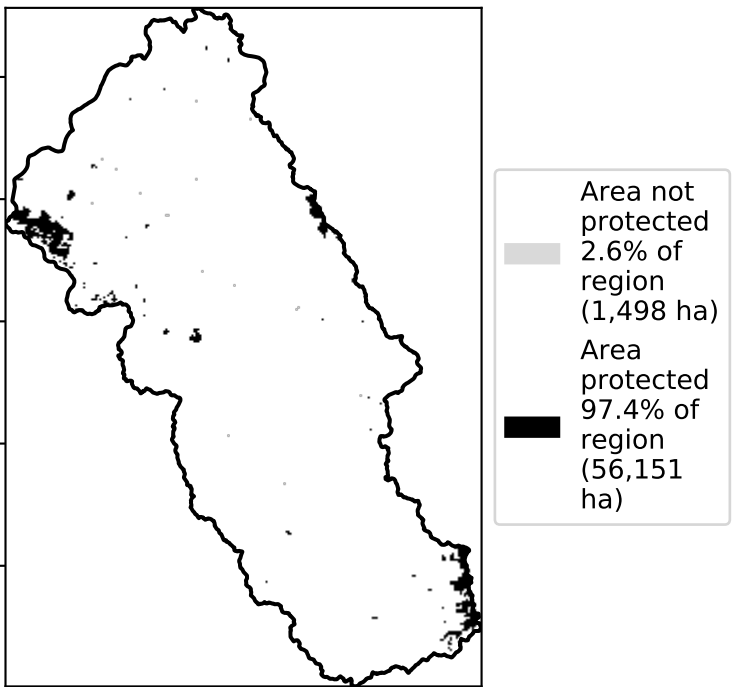 Area not
protected
2.6% of
region
(1,498 ha)
Area
protected
97.4% of
region
(56,151
ha)